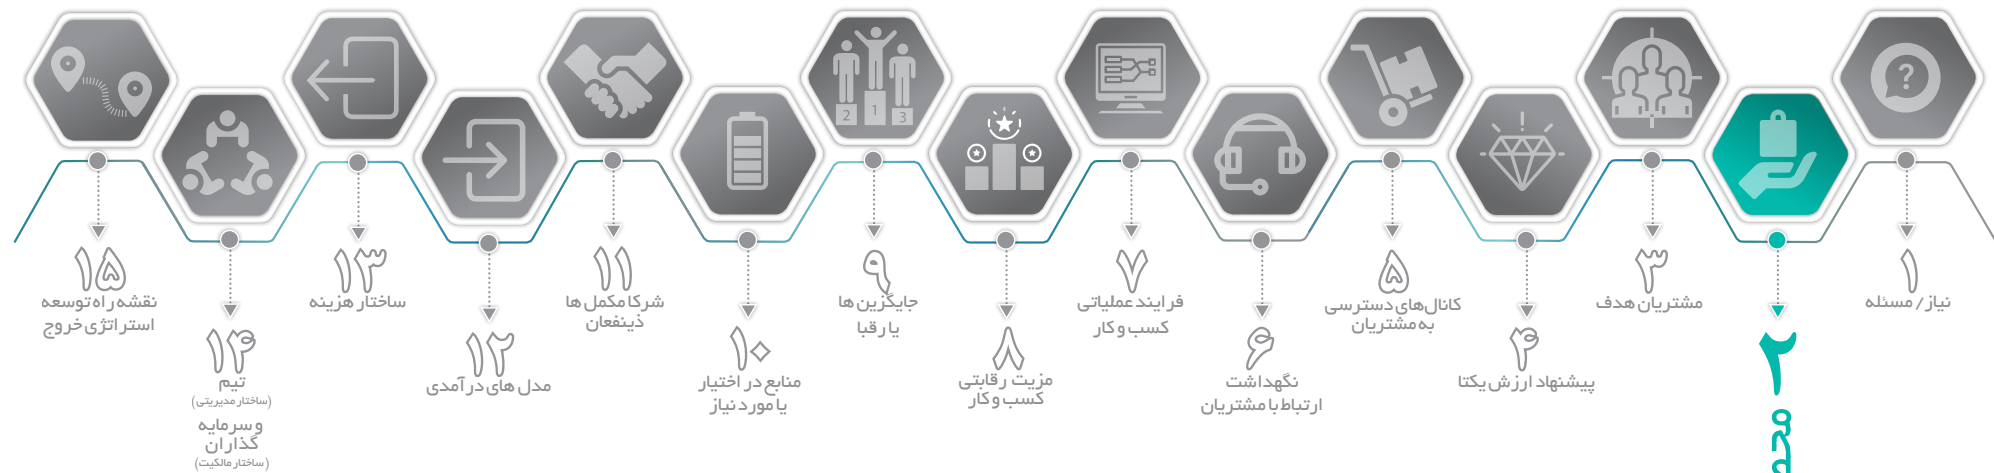 ۱
نیاز/ مسئله
۲
۳
مشتریان هدف
۴
پیشنهاد ارزش یکتا
۵
کانال‌های دسترسی
به مشتریان
۶
نگهداشت
ارتباط با مشتریان
۷
فرایند عملیاتی
کسب و کار
۸
مزیت رقابتی
کسب و کار
۹
جایگزین ها
یا رقبا
2
1
3
۱۰
منابع در اختیار
یا مورد نیاز
۱۱
شرکا مکمل ها
ذینفعان
۱۲
مدل های درآمدی
۱۳
ساختار هزینه
۱۴
تیم
(ساختار مدیریتی)
و سرمایه
گذاران
(ساختار مالکیت)
۱۵
نقشه راه توسعه
استراتژی خروج